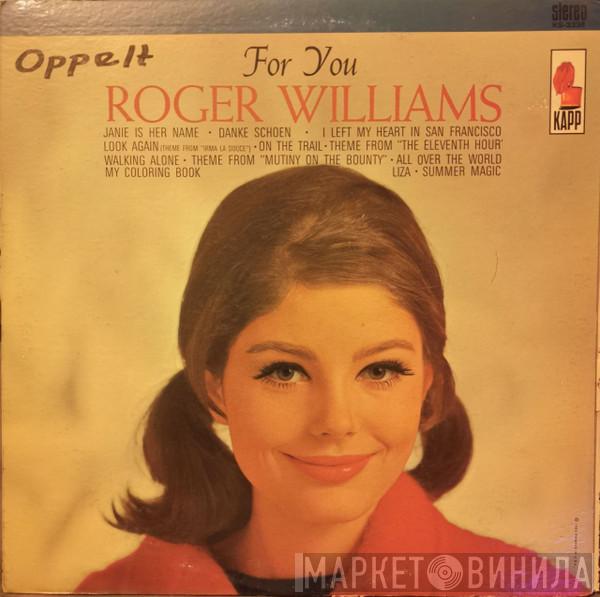 stereo
KS-3336
Oppelt
For You
ROGER WILLIAMS
KAPP
JANIE IS HER NAME • DANKE SCHOEN • I LEFT MY HEART IN SAN FRANCISCO
LOOK AGAIN (THEME FROM "IRMA LA DOUCE") • ON THE TRAIL • THEME FROM "THE ELEVENTH HOUR'
WALKING ALONE • THEME FROM "MUTINY ON THE BOUNTY" • ALL OVER THE WORLD
MY COLORING BOOK LIZA • SUMMER MAGIC
МАРКЕТ ВИНИЛА